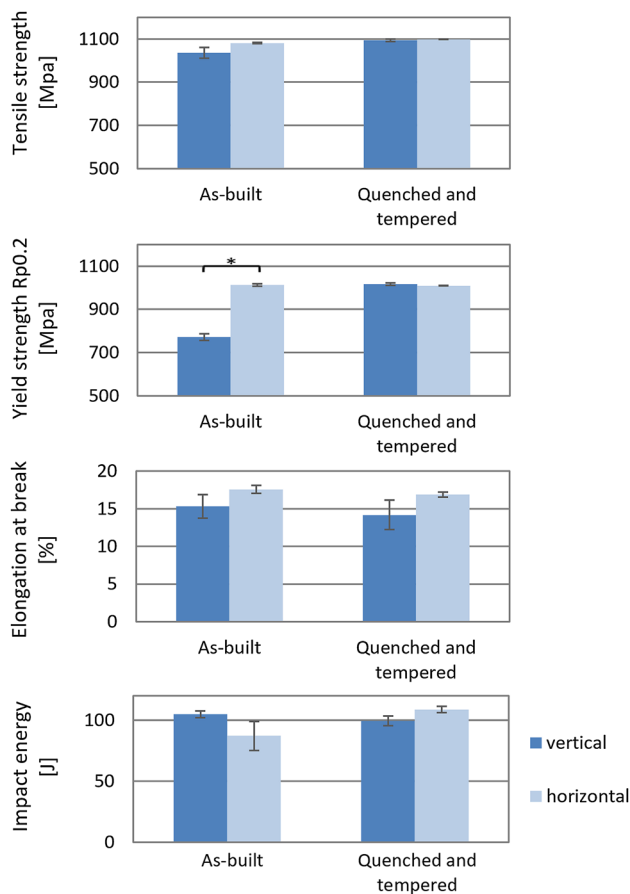 Tensile strength
[Mpa]
1100
900
700
500
As-built
Quenched and
tempered
Yield strength Rp0.2
[Mpa]
1100
900
700
500
*
As-built
Quenched and
tempered
Elongation at break
[%]
20
15
10
5
0
As-built
Quenched and
tempered
Impact energy
[J]
100
50
0
As-built
Quenched and
tempered
vertical
horizontal